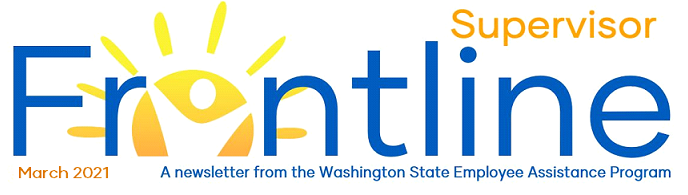 Supervisor
Frontline
March 2021
A newsletter from the Washington State Employee Assistance Program